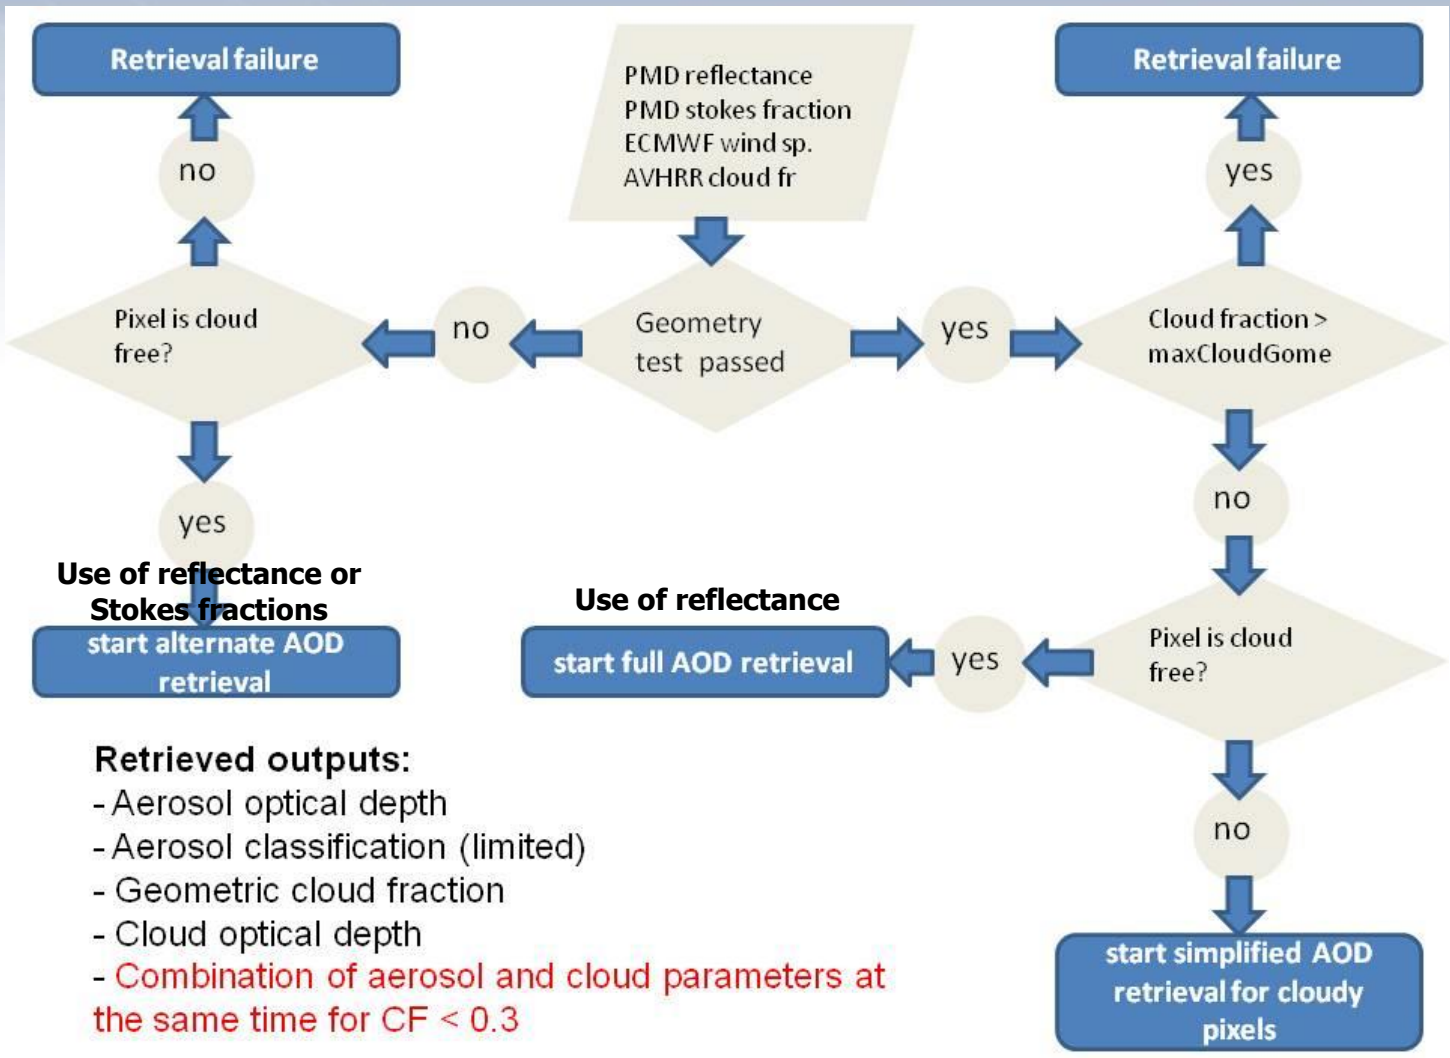 Retrieval failure
PMD reflectance
PMD stokes fraction
ECMWF wind sp.
AVHRR cloud fr
Retrieval failure
no
yes
Pixel is cloud
free?
no
Geometry
test passed
yes
Cloud fraction >
maxCloudGome
yes
no
Use of reflectance or
Stokes fractions
start alternate AOD
retrieval
Use of reflectance
start full AOD retrieval
yes
Pixel is cloud
free?
no
start simplified AOD
retrieval for cloudy
pixels
Retrieved outputs:
- Aerosol optical depth
- Aerosol classification (limited)
- Geometric cloud fraction
- Cloud optical depth
- Combination of aerosol and cloud parameters at
the same time for CF < 0.3